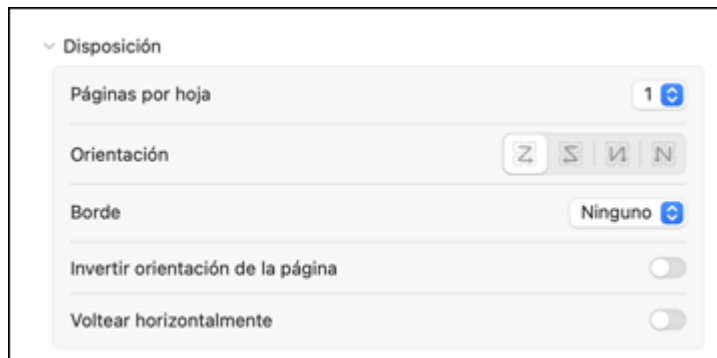 Disposición
Páginas por hoja 1
Orientación
Borde Ninguno
Invertir orientación de la página
Voltear horizontalmente